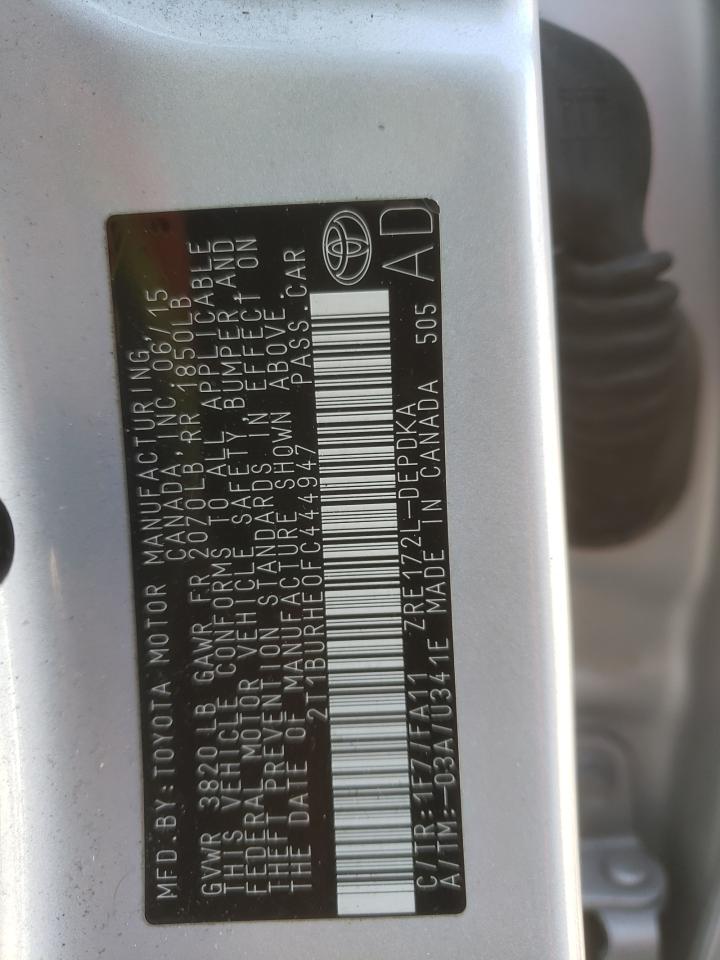 MFD.BY:TOYOTA MOTOR MANUFACTURING
CANADA, INC. 06/15
GVWR 3820 LB GAWR FR 2070 LB RR 1850LB
THIS VEHICLE CONFORMS TO ALL APPLICABLE
FEDERAL MOTOR VEHICLE SAFETY, BUMPER, AND
THEFT PREVENTION STANDARDS IN EFFECT ON
THE DATE OF MANUFACTURE SHOWN ABOVE.
2T1BURHE0FC444947 PASS. CAR
C/TR: 1F7/FA11 ZRE172L-DEPDKA
A/TM:-03A/U341E MADE IN CANADA 505
AD